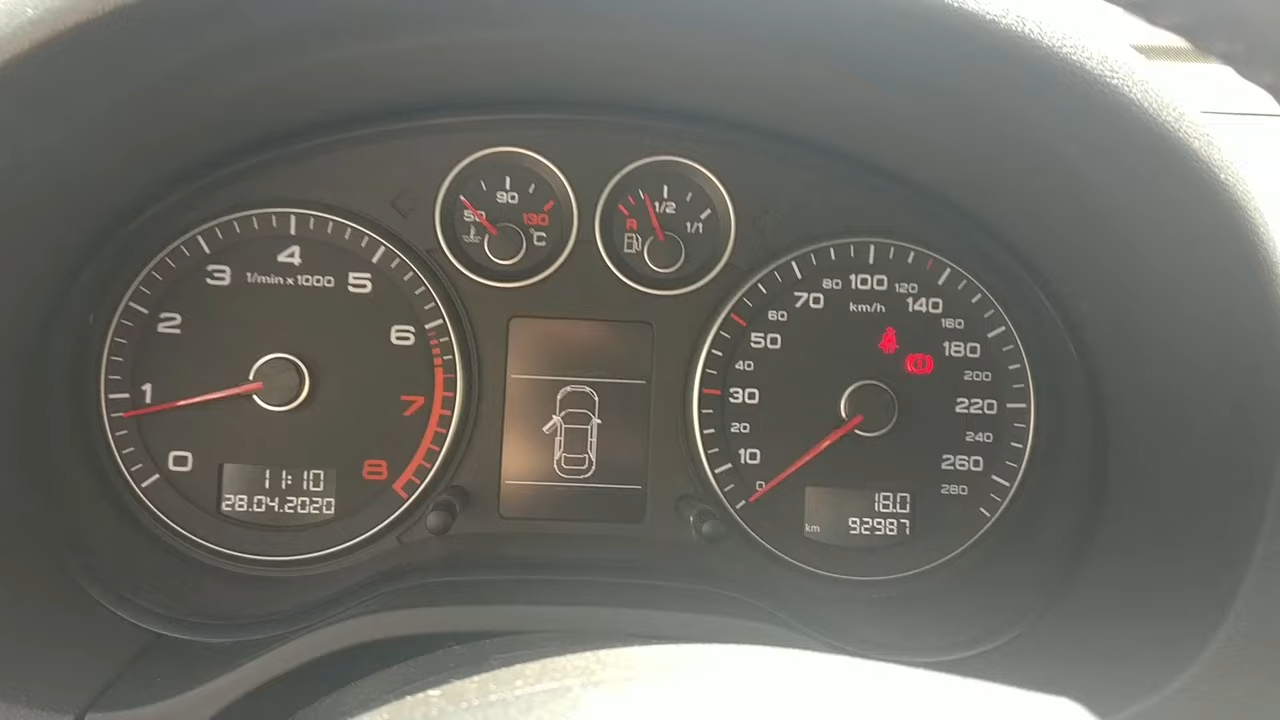 50 90 130 °C
R 1/2 1/1
0 1 2 3 4 5 6 7 8
1/min x 1000
11:10
28.04.2020
0 10 20 30 40 50 60 70 80 100 120 140 160 180 200 220 240 260 280
km/h
18.0
km 92987